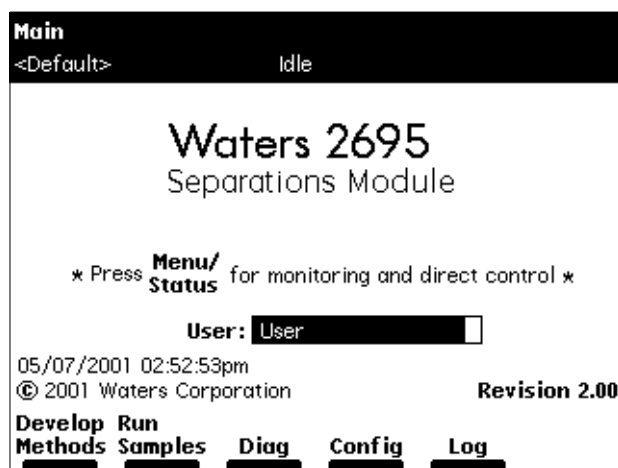 Main
<Default> Idle
Waters 2695
Separations Module
* Press Menu/Status for monitoring and direct control *
User: User
05/07/2001 02:52:53pm
© 2001 Waters Corporation Revision 2.00
Develop Methods Run Samples Diag Config Log